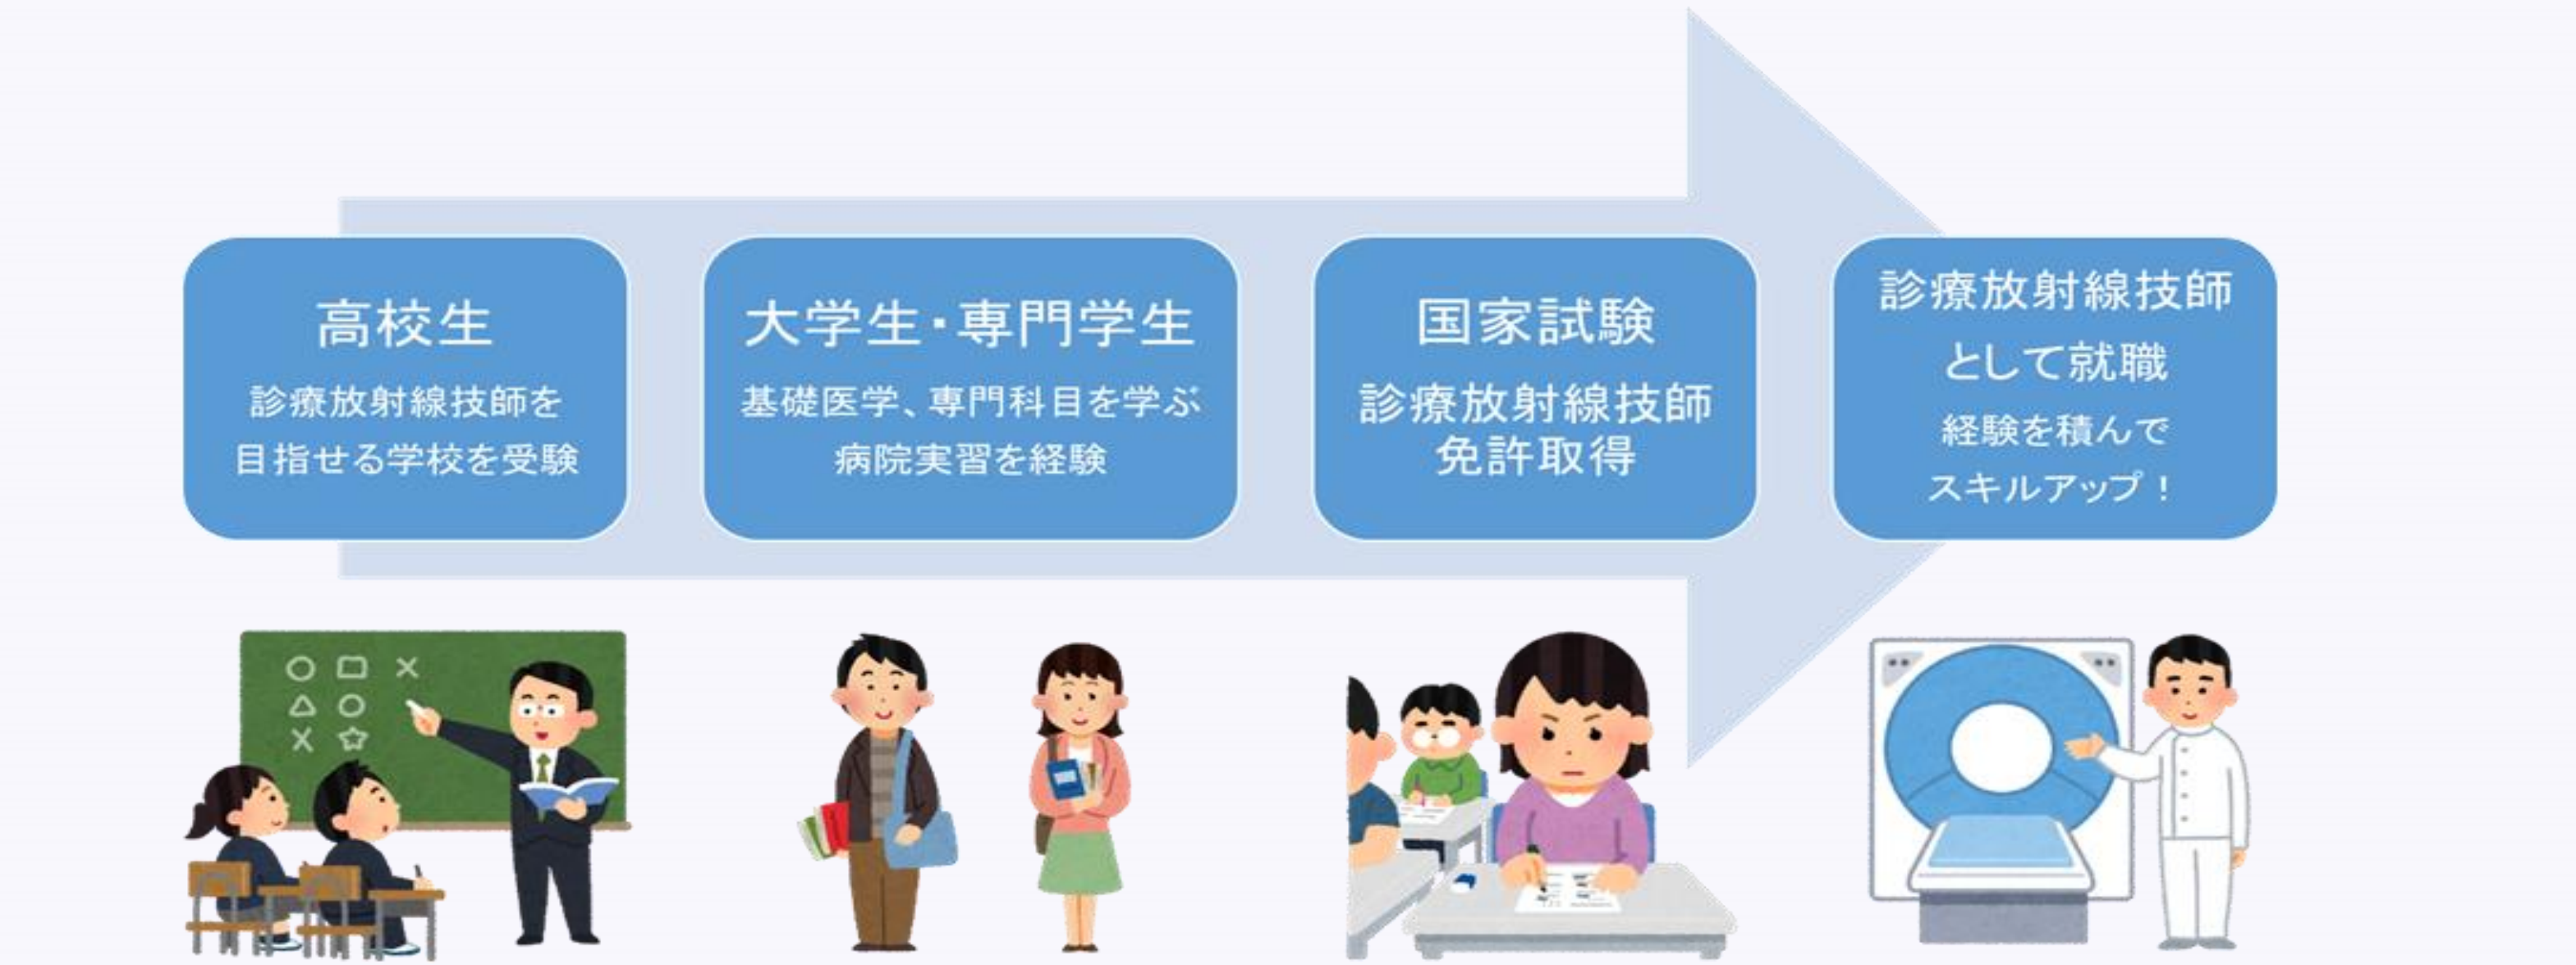 高校生
診療放射線技師を
目指せる学校を受験
大学生・専門学生
基礎医学、専門科目を学ぶ
病院実習を経験
国家試験
診療放射線技師
免許取得
診療放射線技師
として就職
経験を積んで
スキルアップ！